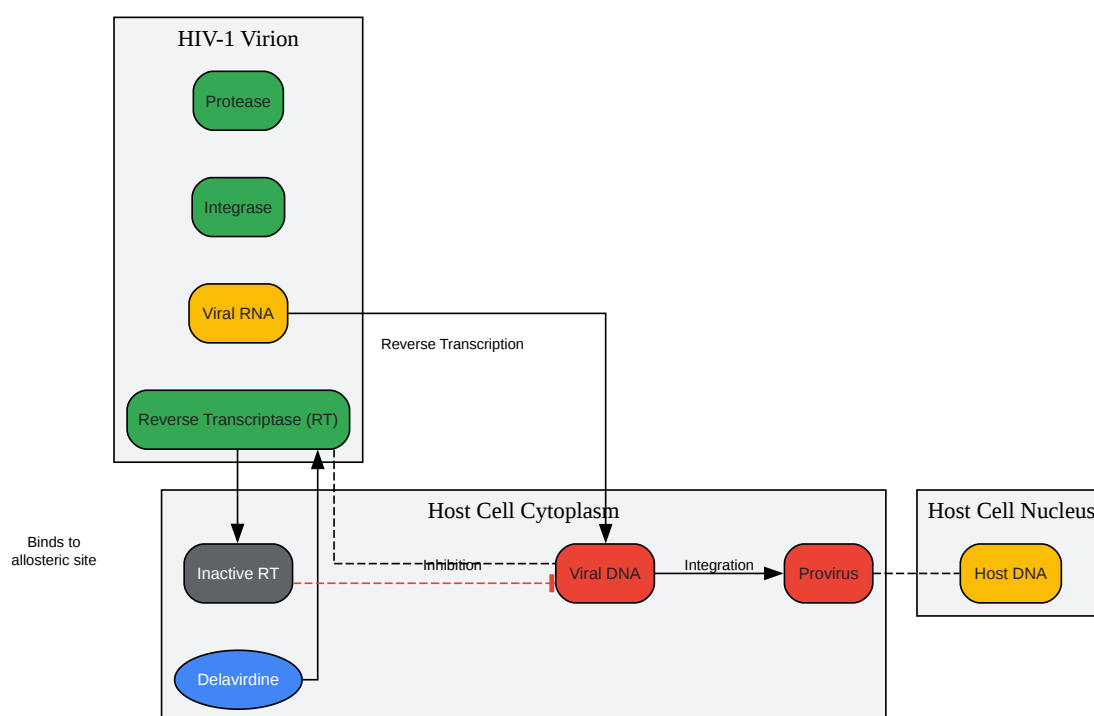 HIV-1 Virion
Protease
Integrase
Viral RNA
Reverse Transcription
Reverse Transcriptase (RT)
Host Cell Cytoplasm
Host Cell Nucleus
Binds to
allosteric site
Inactive RT
Inhibition
Viral DNA
Integration
Provirus
Host DNA
Delavirdine